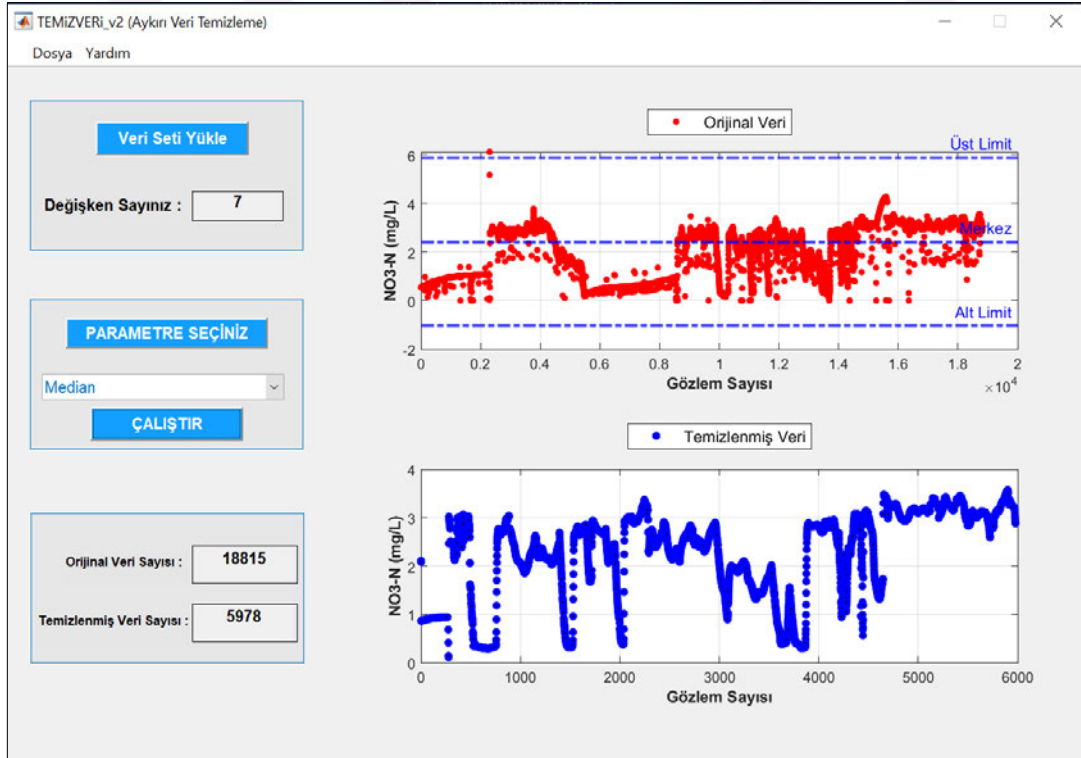 TEMiZVERi_v2 (Aykırı Veri Temizleme)
Dosya Yardım
Veri Seti Yükle
Değişken Sayınız :
7
PARAMETRE SEÇİNİZ
Median
ÇALIŞTIR
Orijinal Veri Sayısı :
18815
Temizlenmiş Veri Sayısı :
5978
Orijinal Veri
Üst Limit
Merkez
Alt Limit
NO3-N (mg/L)
6
4
2
0
-2
0 0.2 0.4 0.6 0.8 1 1.2 1.4 1.6 1.8 2
Gözlem Sayısı
×10⁴
Temizlenmiş Veri
NO3-N (mg/L)
4
3
2
1
0
0 1000 2000 3000 4000 5000 6000
Gözlem Sayısı